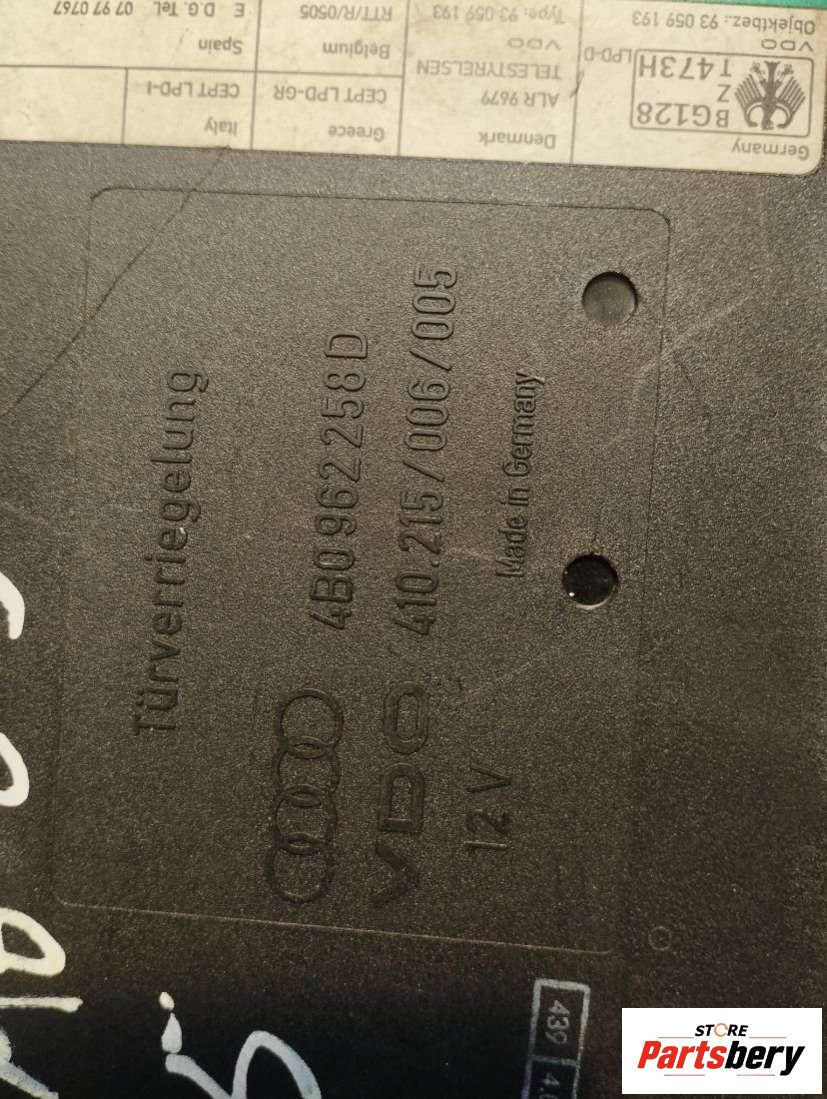 Germany
BG128
Z
T473H
LPD-D
VDO
Objektbez.: 93 059 193
Denmark
ALR 9679
TELESTYRELSEN
VDO
Type: 93 059 193
Greece
CEPT LPD-GR
Belgium
RTT/R/0505
Italy
CEPT LPD-I
Spain
E D.G. Tel. 07 97 0767
Türverriegelung
4B0 962 258 D
VDO 410.215/006/005
12 V
Made in Germany
439
STORE
Partsbery